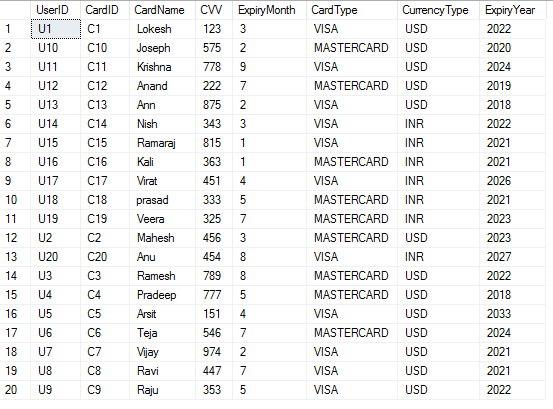 UserID CardID CardName CVV ExpiryMonth CardType CurrencyType ExpiryYear
1 U1 C1 Lokesh 123 3 VISA USD 2022
2 U10 C10 Joseph 575 2 MASTERCARD USD 2020
3 U11 C11 Krishna 778 9 VISA USD 2024
4 U12 C12 Anand 222 7 MASTERCARD USD 2019
5 U13 C13 Ann 875 2 VISA USD 2018
6 U14 C14 Nish 343 3 VISA INR 2022
7 U15 C15 Ramaraj 815 1 VISA INR 2021
8 U16 C16 Kali 363 1 MASTERCARD INR 2021
9 U17 C17 Virat 451 4 VISA INR 2026
10 U18 C18 prasad 333 5 MASTERCARD INR 2021
11 U19 C19 Veera 325 7 MASTERCARD INR 2023
12 U2 C2 Mahesh 456 3 MASTERCARD USD 2023
13 U20 C20 Anu 454 8 VISA INR 2027
14 U3 C3 Ramesh 789 8 MASTERCARD USD 2022
15 U4 C4 Pradeep 777 5 MASTERCARD USD 2018
16 U5 C5 Arsit 151 4 VISA USD 2033
17 U6 C6 Teja 546 7 MASTERCARD USD 2024
18 U7 C7 Vijay 974 2 VISA USD 2021
19 U8 C8 Ravi 447 7 VISA USD 2021
20 U9 C9 Raju 353 5 VISA USD 2022